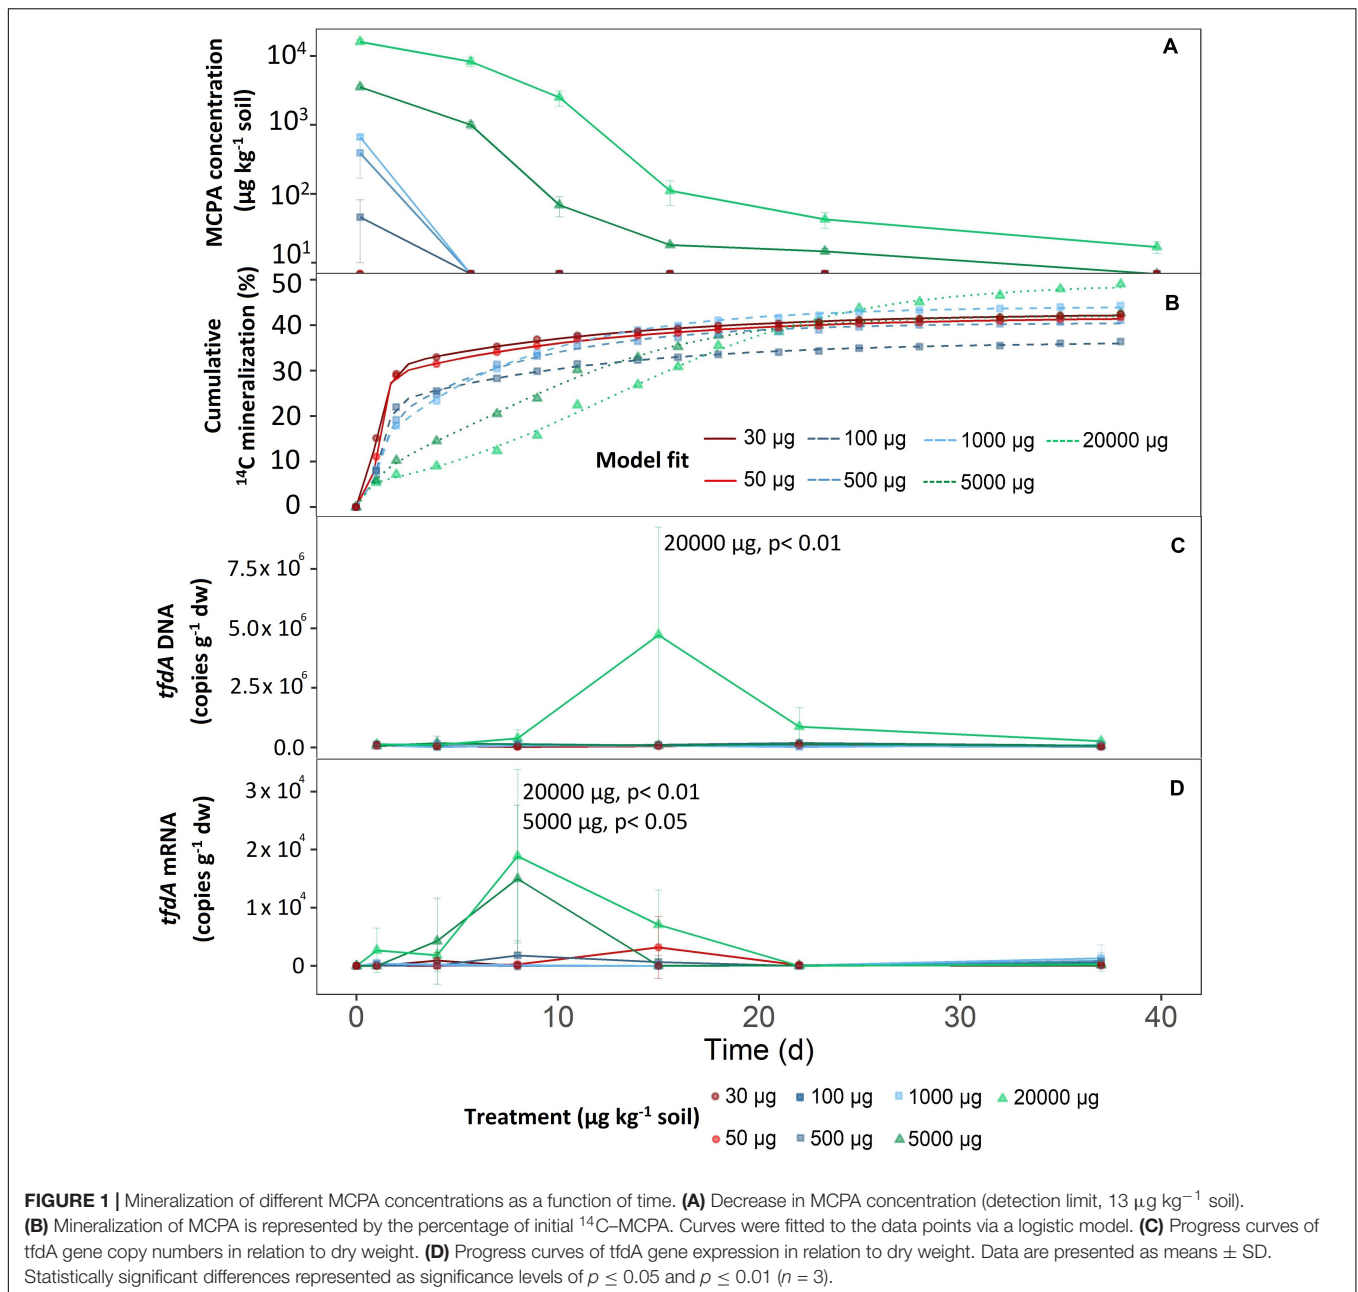 A
MCPA concentration
(µg kg⁻¹ soil)
10⁴
10³
10²
10¹
B
Cumulative
¹⁴C mineralization (%)
50
40
30
20
10
0
Model fit
30 µg 100 µg 1000 µg 20000 µg
50 µg 500 µg 5000 µg
C
20000 µg, p< 0.01
tfdA DNA
(copies g⁻¹ dw)
7.5 x 10⁶
5.0 x 10⁶
2.5 x 10⁶
0.0
D
20000 µg, p< 0.01
5000 µg, p< 0.05
tfdA mRNA
(copies g⁻¹ dw)
3 x 10⁴
2 x 10⁴
1 x 10⁴
0
0 10 20 30 40
Time (d)
Treatment (µg kg⁻¹ soil)
30 µg 100 µg 1000 µg 20000 µg
50 µg 500 µg 5000 µg
FIGURE 1 | Mineralization of different MCPA concentrations as a function of time. (A) Decrease in MCPA concentration (detection limit, 13 µg kg⁻¹ soil).
(B) Mineralization of MCPA is represented by the percentage of initial ¹⁴C–MCPA. Curves were fitted to the data points via a logistic model. (C) Progress curves of
tfdA gene copy numbers in relation to dry weight. (D) Progress curves of tfdA gene expression in relation to dry weight. Data are presented as means ± SD.
Statistically significant differences represented as significance levels of p ≤ 0.05 and p ≤ 0.01 (n = 3).